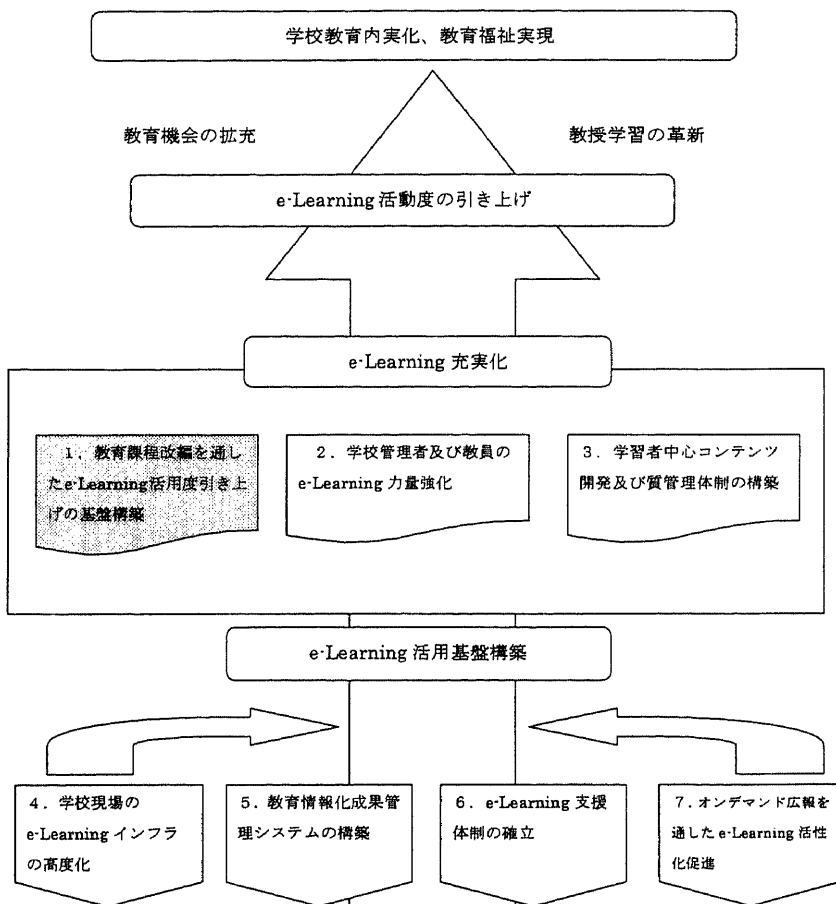 学校教育内実化、教育福祉実現
教育機会の拡充
教授学習の革新
e-Learning 活動度の引き上げ
e-Learning 充実化
1．教育課程改編を通し
たe-Learning活用度引き上
げの基盤構築
2．学校管理者及び教員の
e-Learning 力量強化
3．学習者中心コンテンツ
開発及び質管理体制の構築
e-Learning 活用基盤構築
4．学校現場の
e-Learning インフラ
の高度化
5．教育情報化成果管
理システムの構築
6．e-Learning 支援
体制の確立
7．オンデマンド広報を
通した e-Learning 活性
化促進